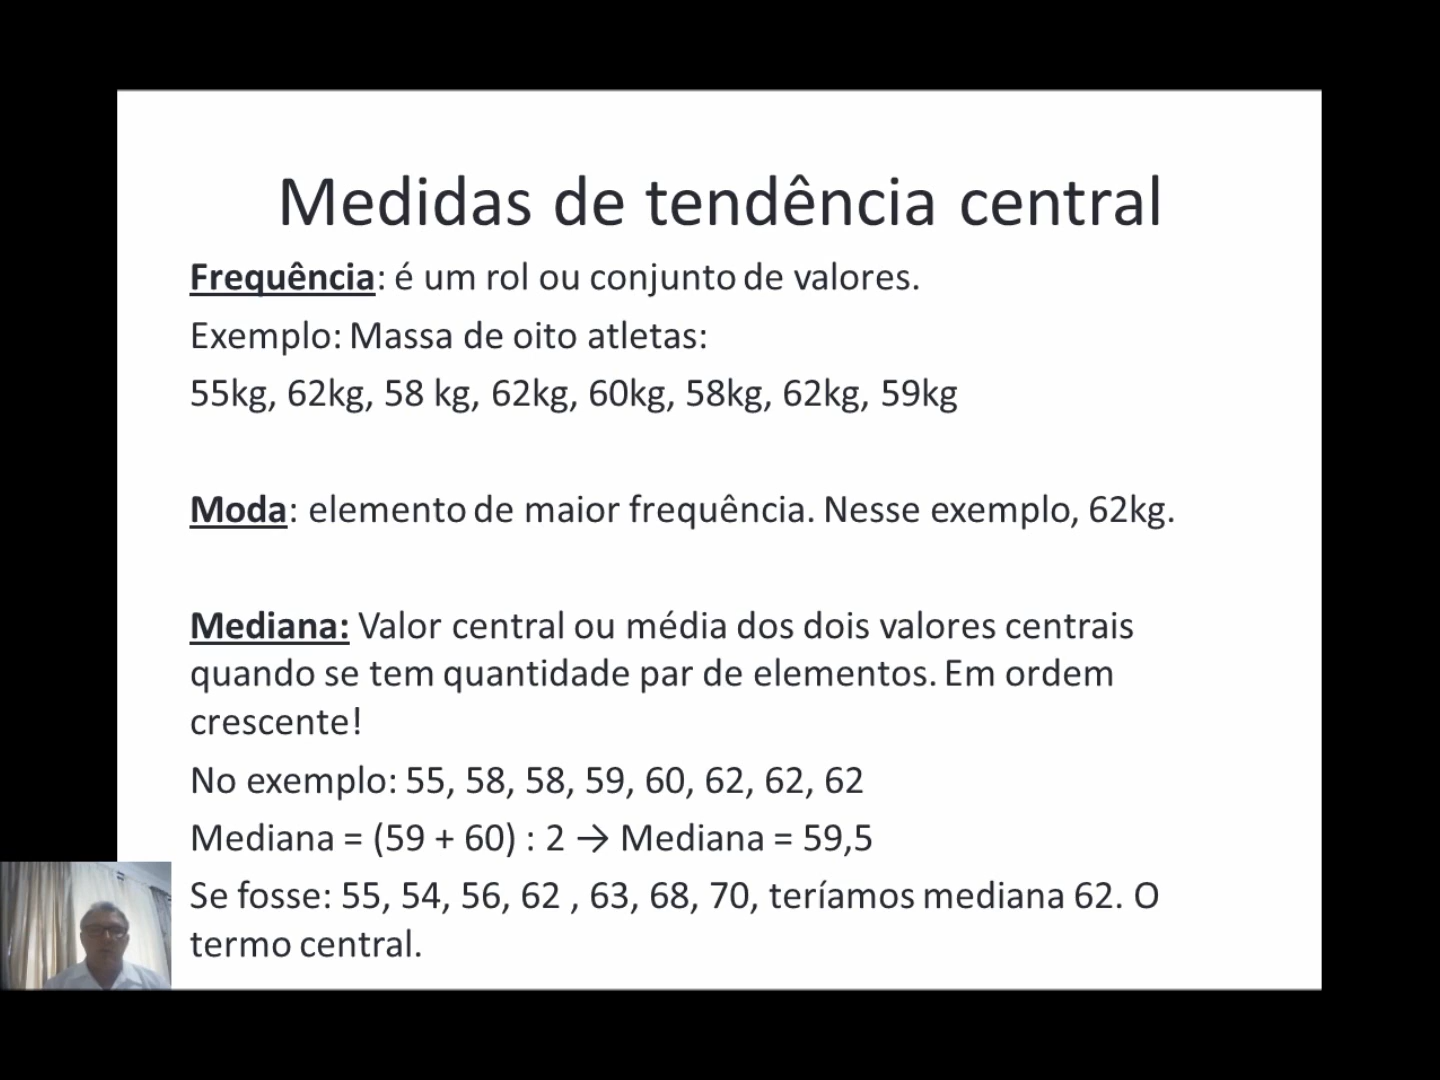 Medidas de tendência central
Frequência: é um rol ou conjunto de valores.
Exemplo: Massa de oito atletas:
55kg, 62kg, 58 kg, 62kg, 60kg, 58kg, 62kg, 59kg
Moda: elemento de maior frequência. Nesse exemplo, 62kg.
Mediana: Valor central ou média dos dois valores centrais
quando se tem quantidade par de elementos. Em ordem
crescente!
No exemplo: 55, 58, 58, 59, 60, 62, 62, 62
Mediana = (59 + 60) : 2 → Mediana = 59,5
Se fosse: 55, 54, 56, 62 , 63, 68, 70, teríamos mediana 62. O
termo central.